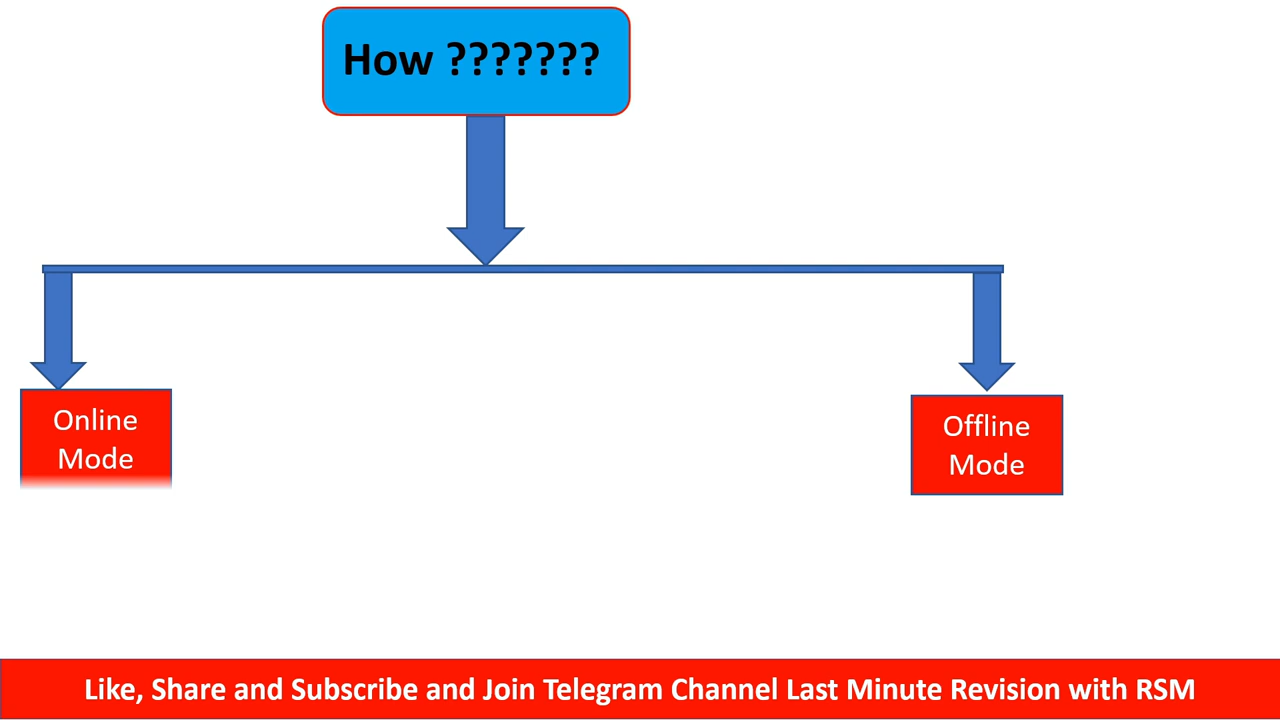 How ???????
Online
Mode
Offline
Mode
Like, Share and Subscribe and Join Telegram Channel Last Minute Revision with RSM